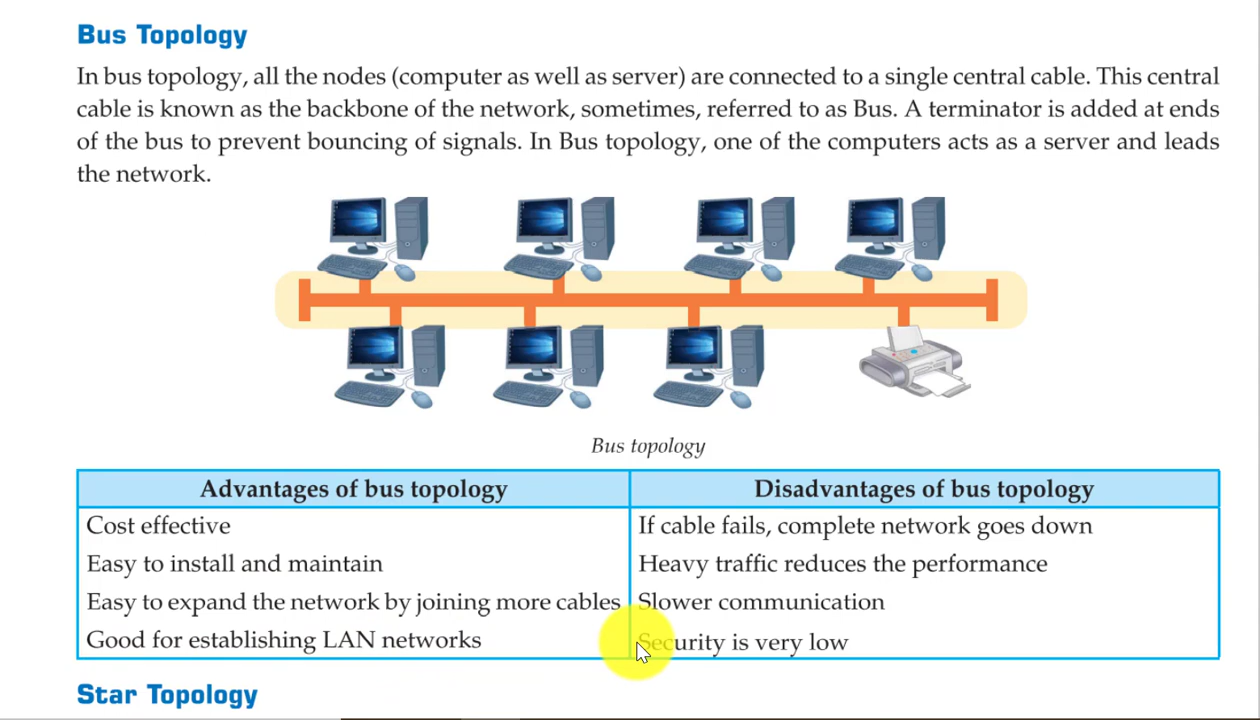 Bus Topology
In bus topology, all the nodes (computer as well as server) are connected to a single central cable. This central
cable is known as the backbone of the network, sometimes, referred to as Bus. A terminator is added at ends
of the bus to prevent bouncing of signals. In Bus topology, one of the computers acts as a server and leads
the network.
Bus topology
Advantages of bus topology
Disadvantages of bus topology
Cost effective
If cable fails, complete network goes down
Easy to install and maintain
Heavy traffic reduces the performance
Easy to expand the network by joining more cables
Slower communication
Good for establishing LAN networks
Security is very low
Star Topology